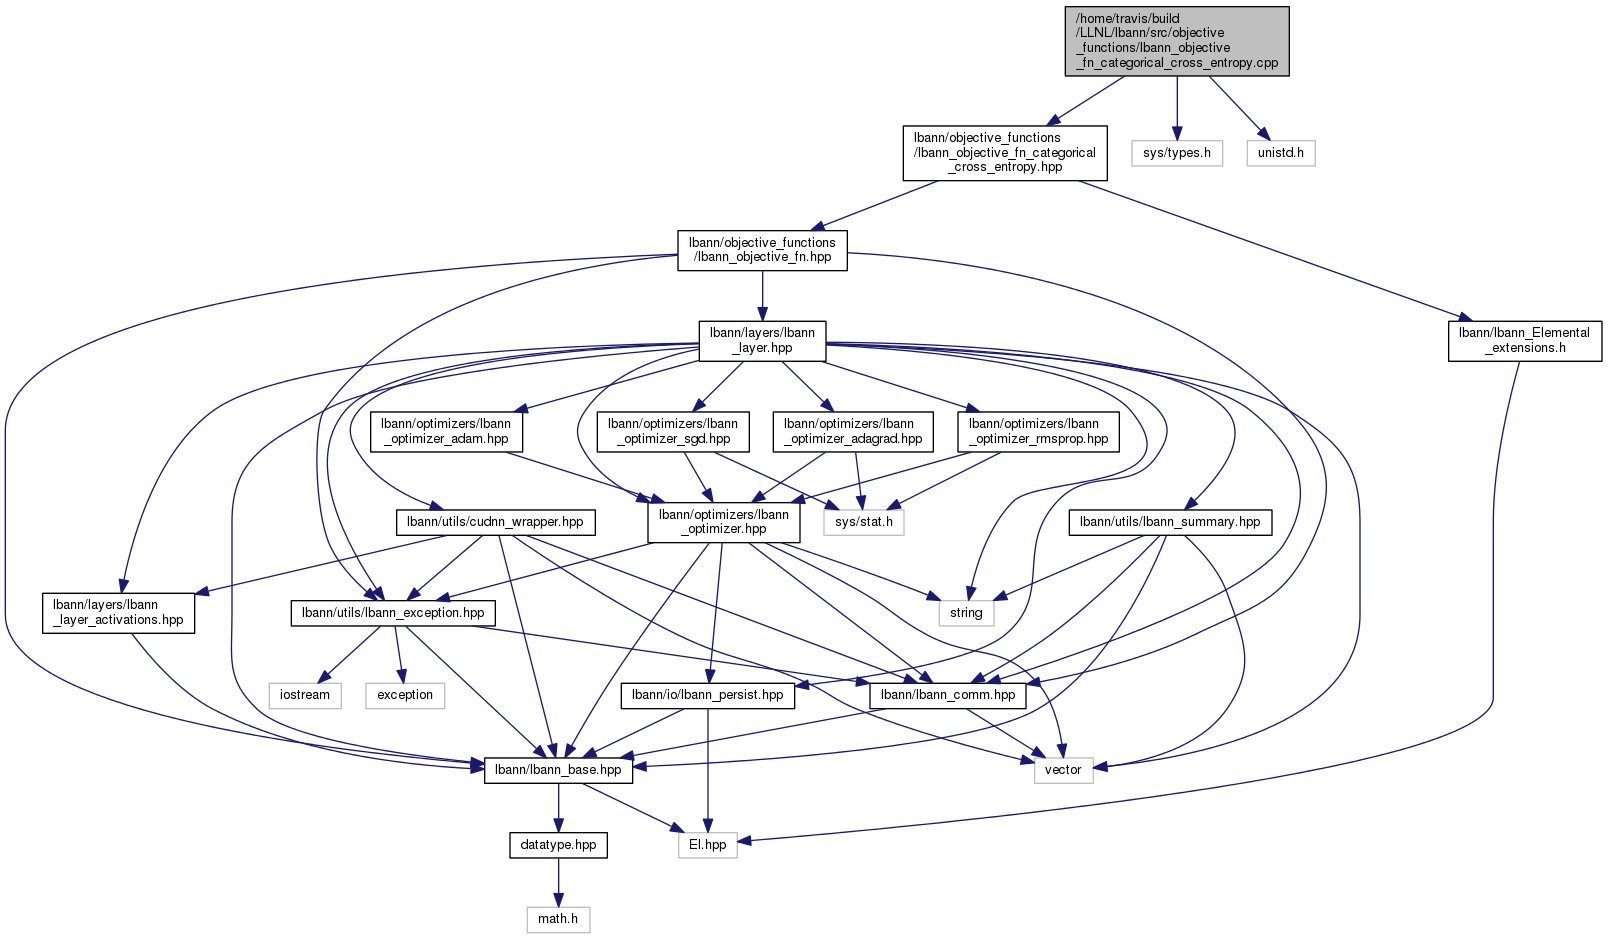 /home/travis/build
/LLNL/lbann/src/objective
_functions/lbann_objective
_fn_categorical_cross_entropy.cpp
lbann/objective_functions
/lbann_objective_fn_categorical
_cross_entropy.hpp
sys/types.h
unistd.h
lbann/objective_functions
/lbann_objective_fn.hpp
lbann/layers/lbann
_layer.hpp
lbann/lbann_Elemental
_extensions.h
lbann/optimizers/lbann
_optimizer_adam.hpp
lbann/optimizers/lbann
_optimizer_sgd.hpp
lbann/optimizers/lbann
_optimizer_adagrad.hpp
lbann/optimizers/lbann
_optimizer_rmsprop.hpp
lbann/utils/cudnn_wrapper.hpp
lbann/optimizers/lbann
_optimizer.hpp
sys/stat.h
lbann/utils/lbann_summary.hpp
lbann/layers/lbann
_layer_activations.hpp
lbann/utils/lbann_exception.hpp
string
iostream
exception
lbann/io/lbann_persist.hpp
lbann/lbann_comm.hpp
lbann/lbann_base.hpp
vector
datatype.hpp
El.hpp
math.h